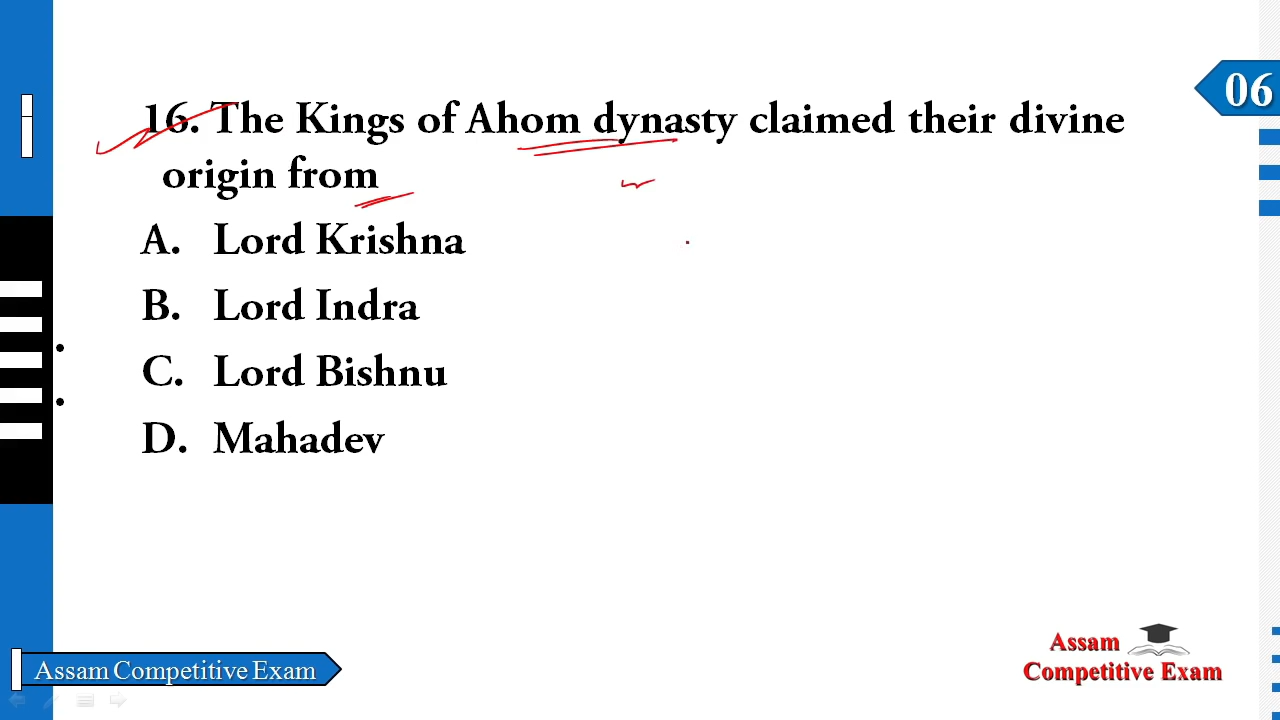 06
16. The Kings of Ahom dynasty claimed their divine
origin from
A. Lord Krishna
B. Lord Indra
C. Lord Bishnu
D. Mahadev
Assam Competitive Exam
Assam
Competitive Exam